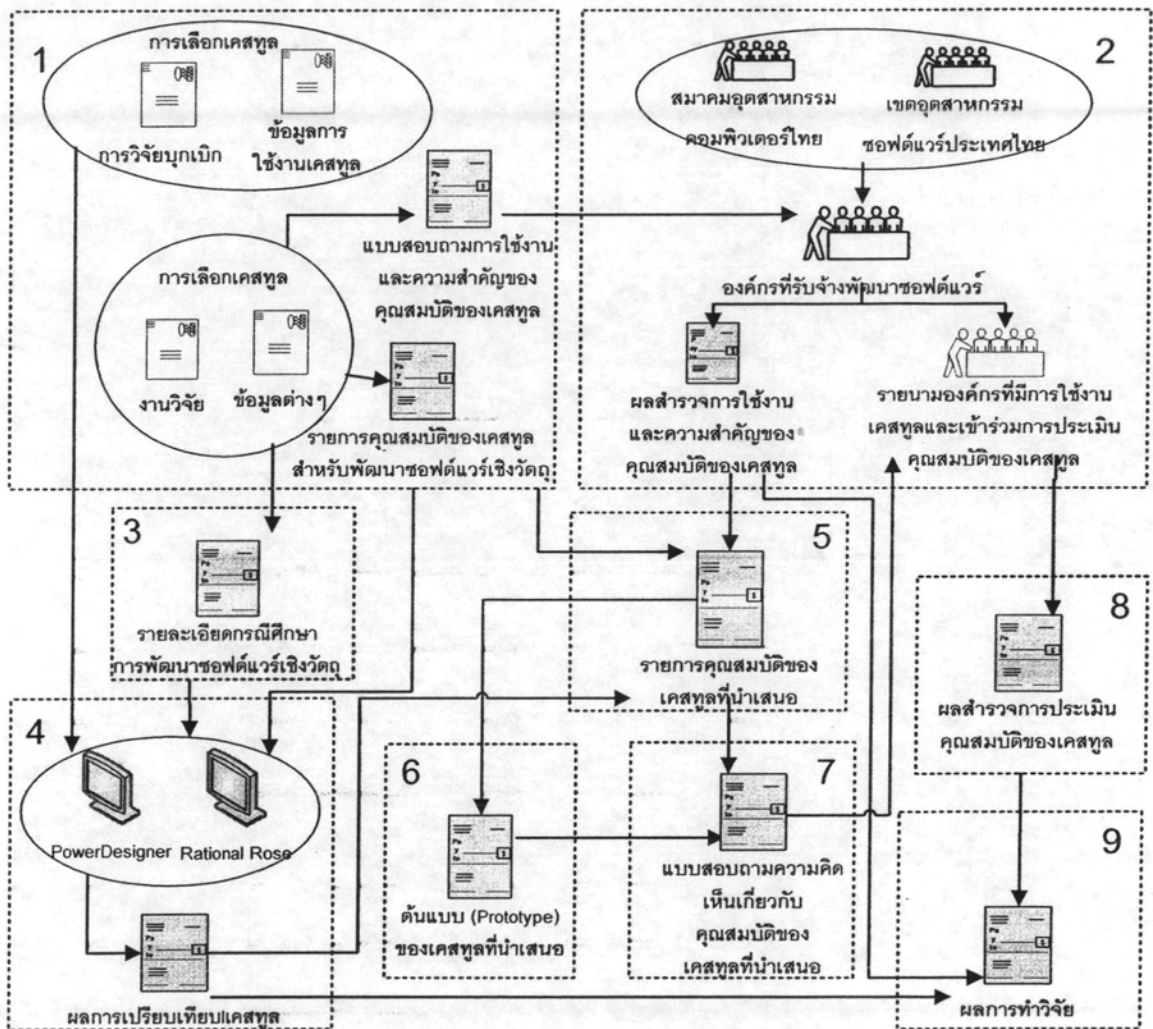 1
การเลือกเคสทูล
การวิจัยบุกเบิก
ข้อมูลการ
ใช้งานเคสทูล
แบบสอบถามการใช้งาน
และความสำคัญของ
คุณสมบัติของเคสทูล
การเลือกเคสทูล
งานวิจัย
ข้อมูลต่างๆ
รายการคุณสมบัติของเคสทูล
สำหรับพัฒนาซอฟต์แวร์เชิงวัตถุ
2
สมาคมอุตสาหกรรม
คอมพิวเตอร์ไทย
เขตอุตสาหกรรม
ซอฟต์แวร์ประเทศไทย
องค์กรที่รับจ้างพัฒนาซอฟต์แวร์
ผลสำรวจการใช้งาน
และความสำคัญของ
คุณสมบัติของเคสทูล
รายนามองค์กรที่มีการใช้งาน
เคสทูลและเข้าร่วมการประเมิน
คุณสมบัติของเคสทูล
3
รายละเอียดกรณีศึกษา
การพัฒนาซอฟต์แวร์เชิงวัตถุ
4
PowerDesigner
Rational Rose
ผลการเปรียบเทียบเคสทูล
5
รายการคุณสมบัติของ
เคสทูลที่นำเสนอ
6
ต้นแบบ (Prototype)
ของเคสทูลที่นำเสนอ
7
แบบสอบถามความคิด
เห็นเกี่ยวกับ
คุณสมบัติของ
เคสทูลที่นำเสนอ
8
ผลสำรวจการประเมิน
คุณสมบัติของเคสทูล
9
ผลการทำวิจัย